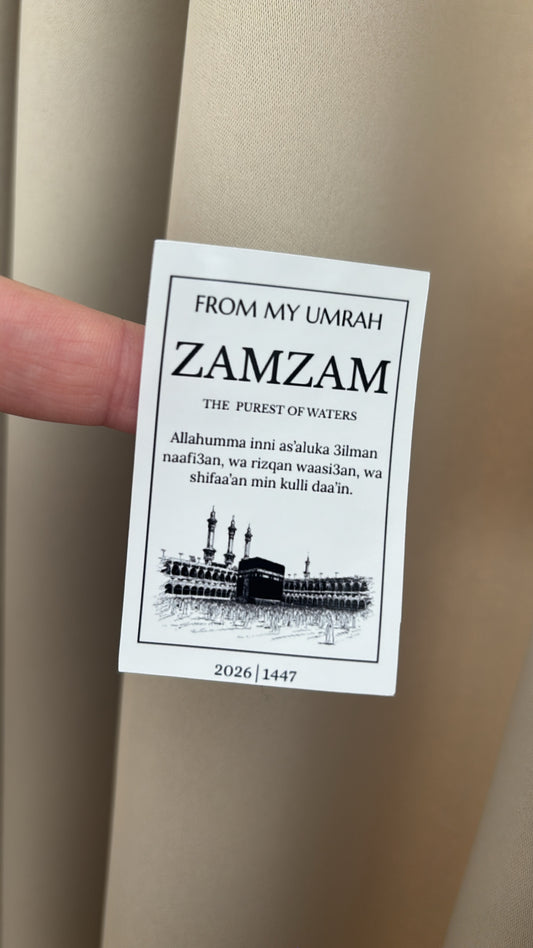 FROM MY UMRAH
ZAMZAM
THE PUREST OF WATERS
Allahumma inni as'aluka 3ilman
naafi3an, wa rizqan waasi3an, wa
shifaa'an min kulli daa'in.
2026|1447